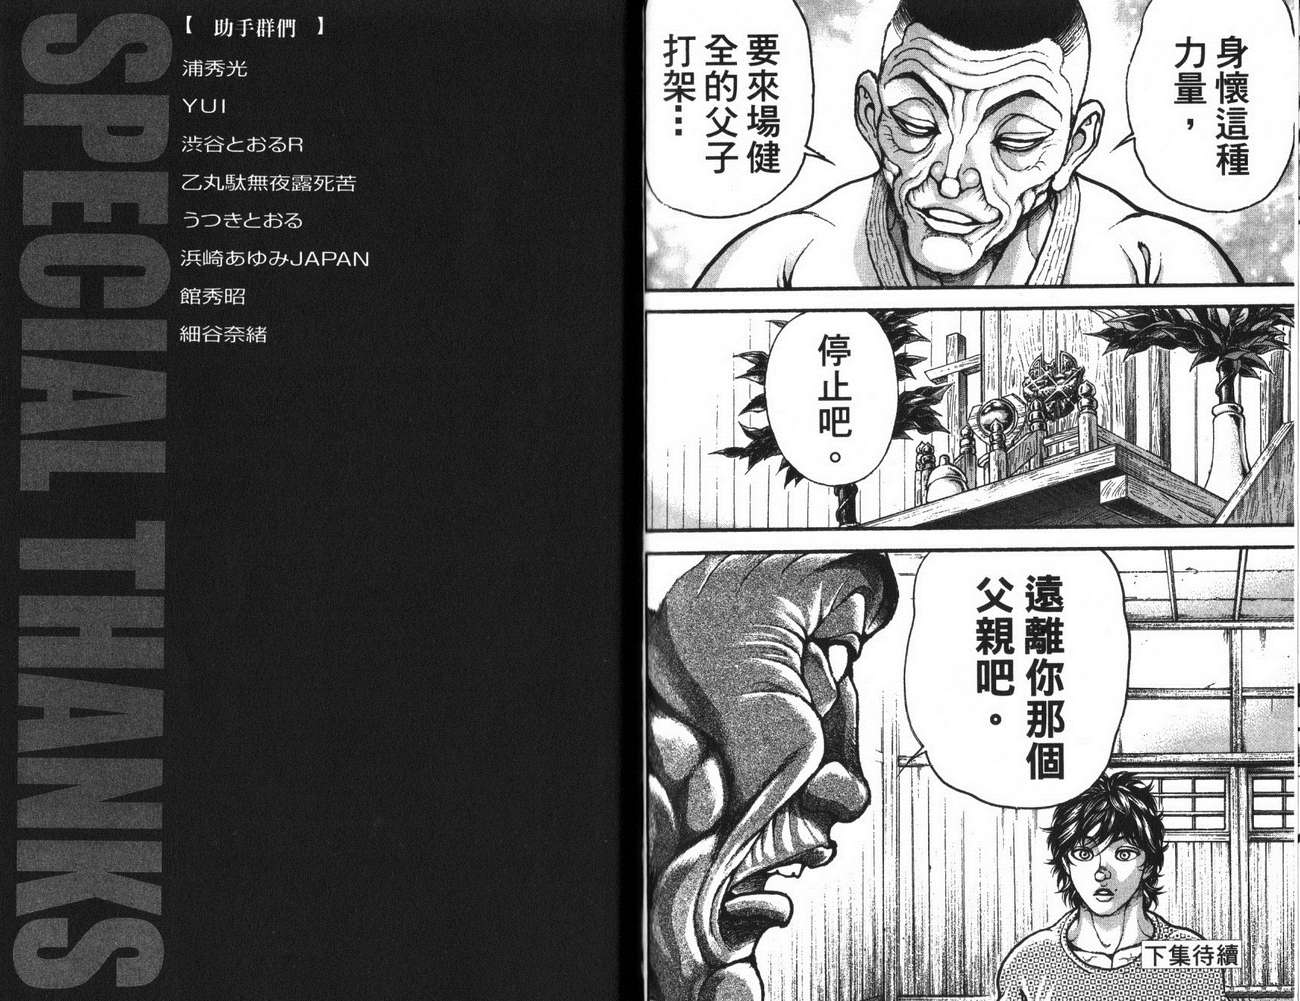 身懷這種
力量，
要來場健
全的父子
打架…
停止吧。
遠離你那個
父親吧。
下集待續
SPECIAL THANKS
【 助手群們 】
浦秀光
YUI
渋谷とおるR
乙丸駄無夜露死苦
うつきとおる
浜崎あゆみJAPAN
館秀昭
細谷奈緒